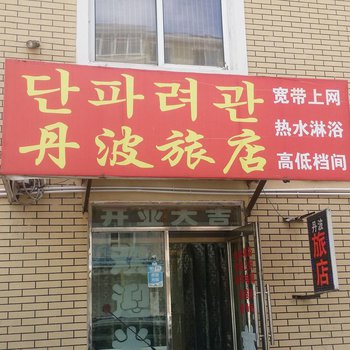 단파려관
丹波旅店
宽带上网
热水淋浴
高低档间
开业大吉
丹波
旅店